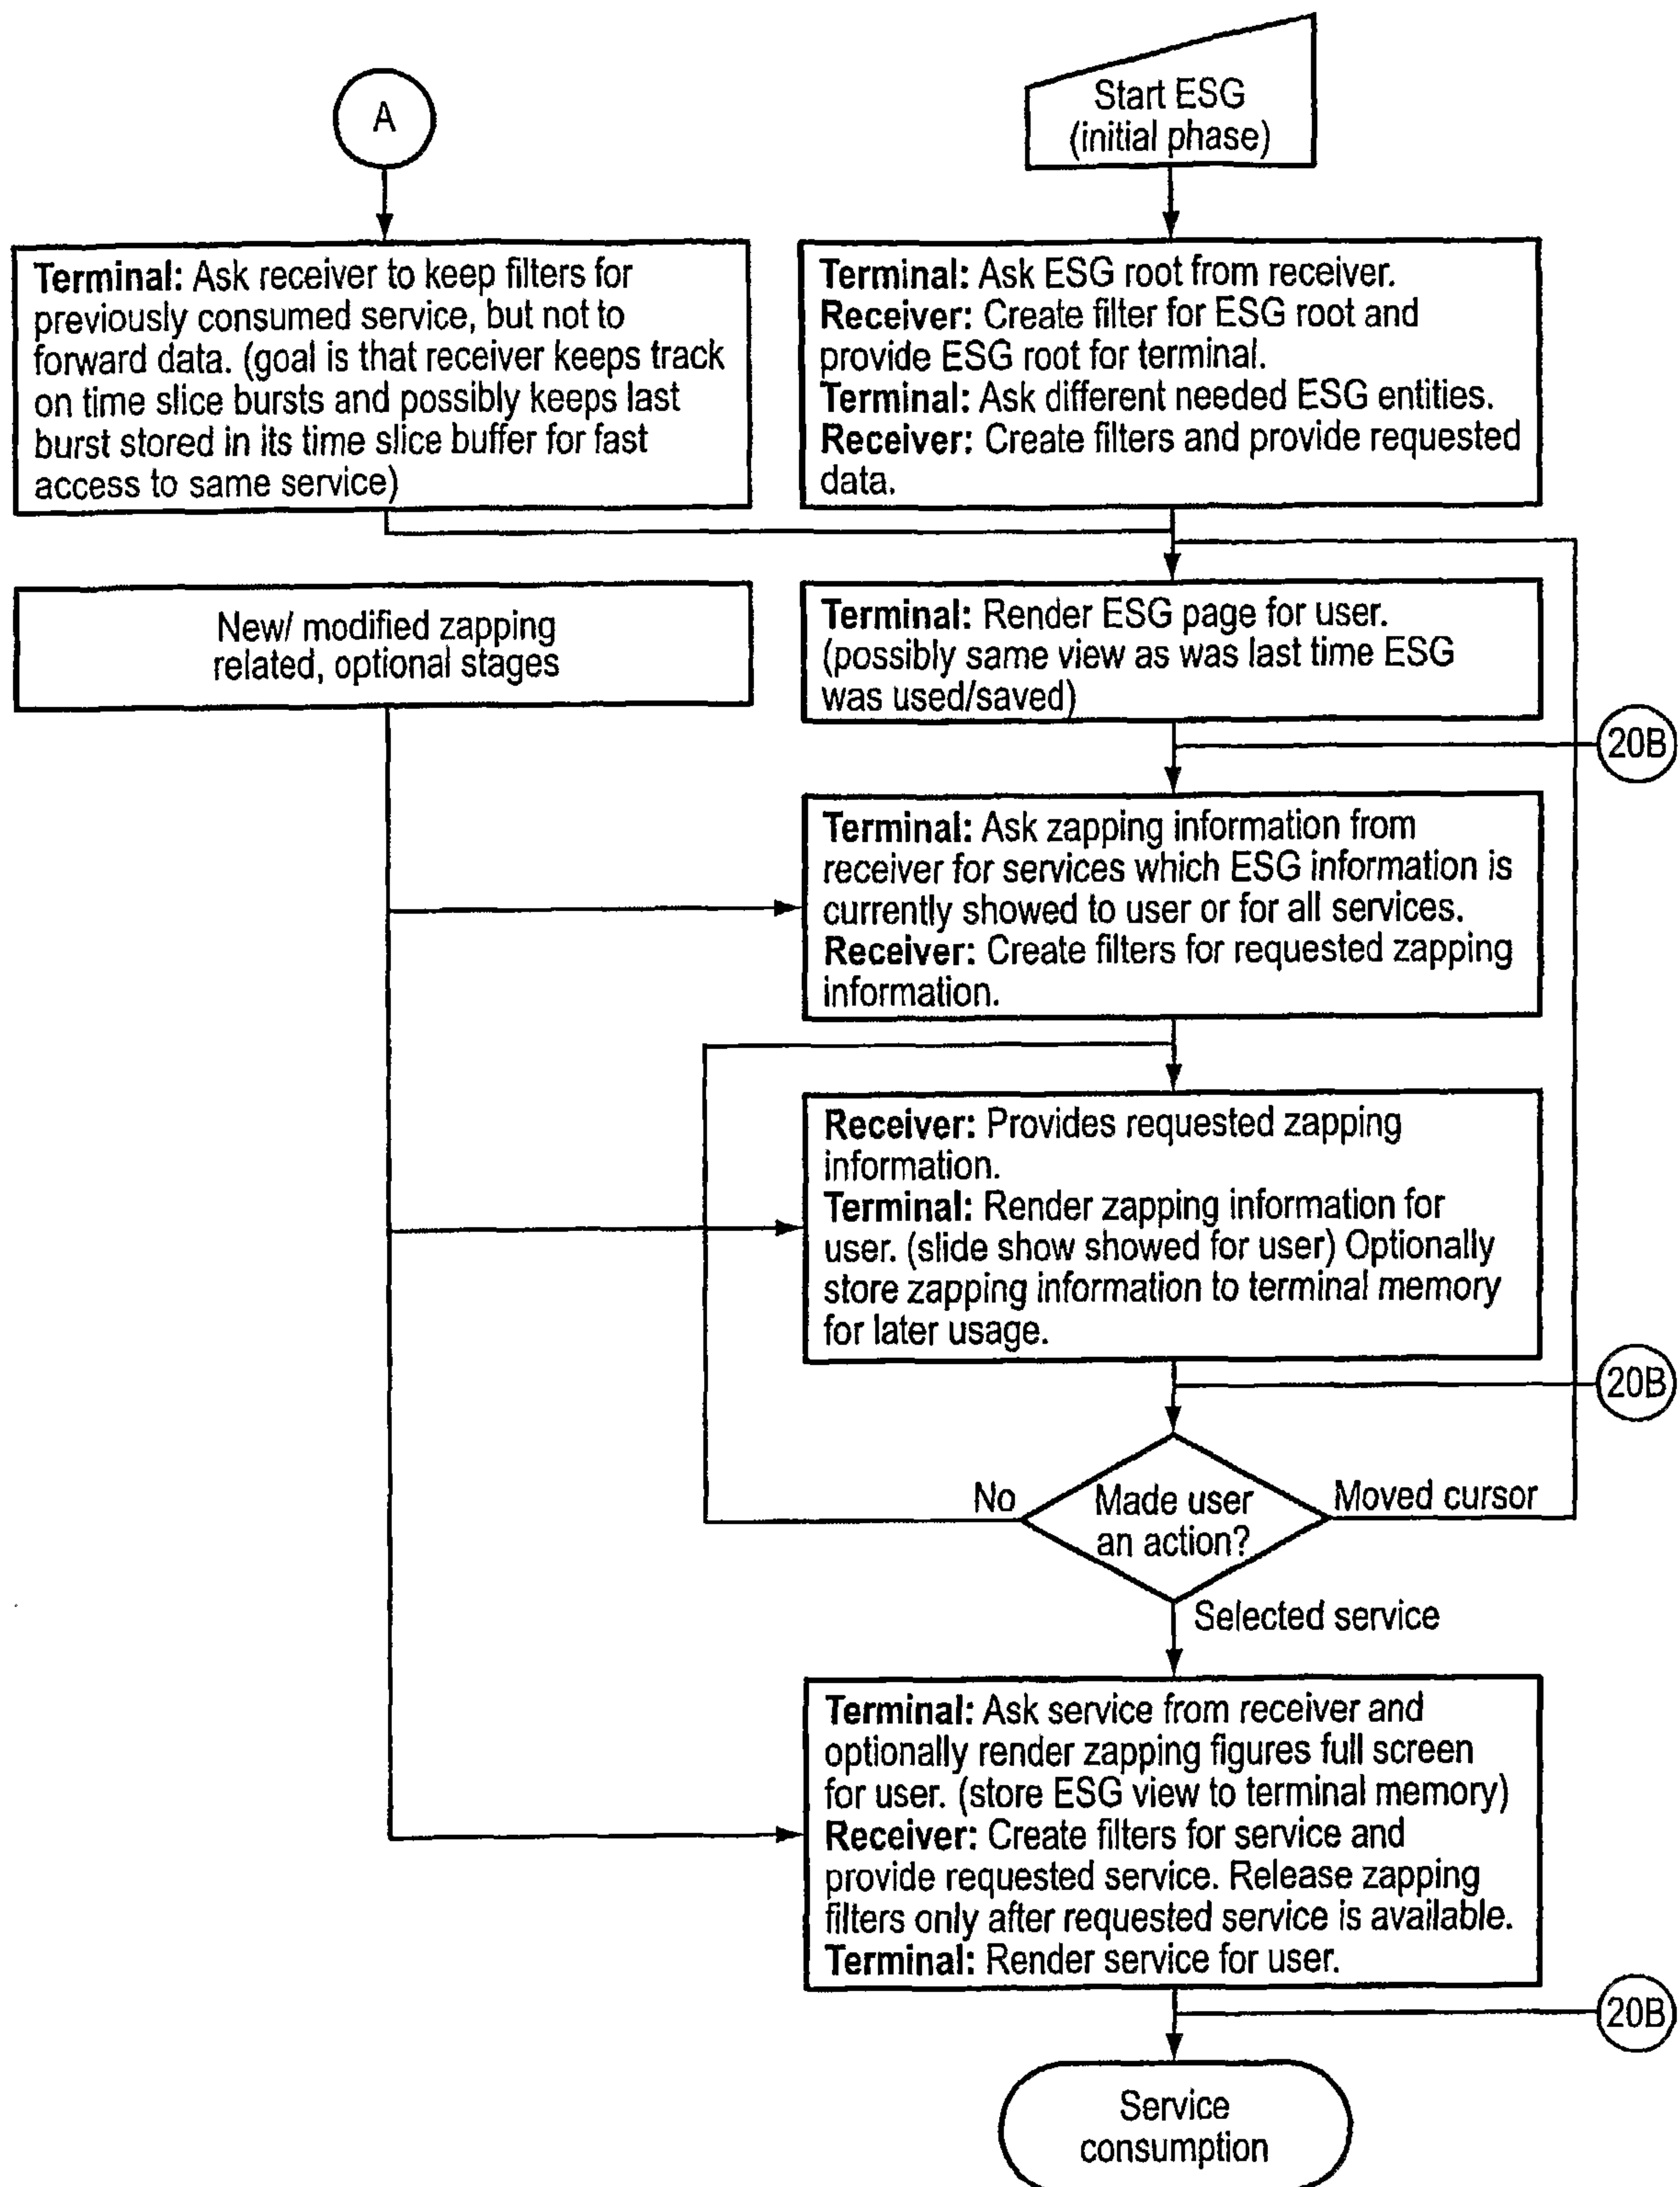 A
Start ESG
(initial phase)
Terminal: Ask receiver to keep filters for
previously consumed service, but not to
forward data. (goal is that receiver keeps track
on time slice bursts and possibly keeps last
burst stored in its time slice buffer for fast
access to same service)
Terminal: Ask ESG root from receiver.
Receiver: Create filter for ESG root and
provide ESG root for terminal.
Terminal: Ask different needed ESG entities.
Receiver: Create filters and provide requested
data.
New/ modified zapping
related, optional stages
Terminal: Render ESG page for user.
(possibly same view as was last time ESG
was used/saved)
20B
Terminal: Ask zapping information from
receiver for services which ESG information is
currently showed to user or for all services.
Receiver: Create filters for requested zapping
information.
Receiver: Provides requested zapping
information.
Terminal: Render zapping information for
user. (slide show showed for user) Optionally
store zapping information to terminal memory
for later usage.
20B
No
Made user
an action?
Moved cursor
Selected service
Terminal: Ask service from receiver and
optionally render zapping figures full screen
for user. (store ESG view to terminal memory)
Receiver: Create filters for service and
provide requested service. Release zapping
filters only after requested service is available.
Terminal: Render service for user.
20B
Service
consumption